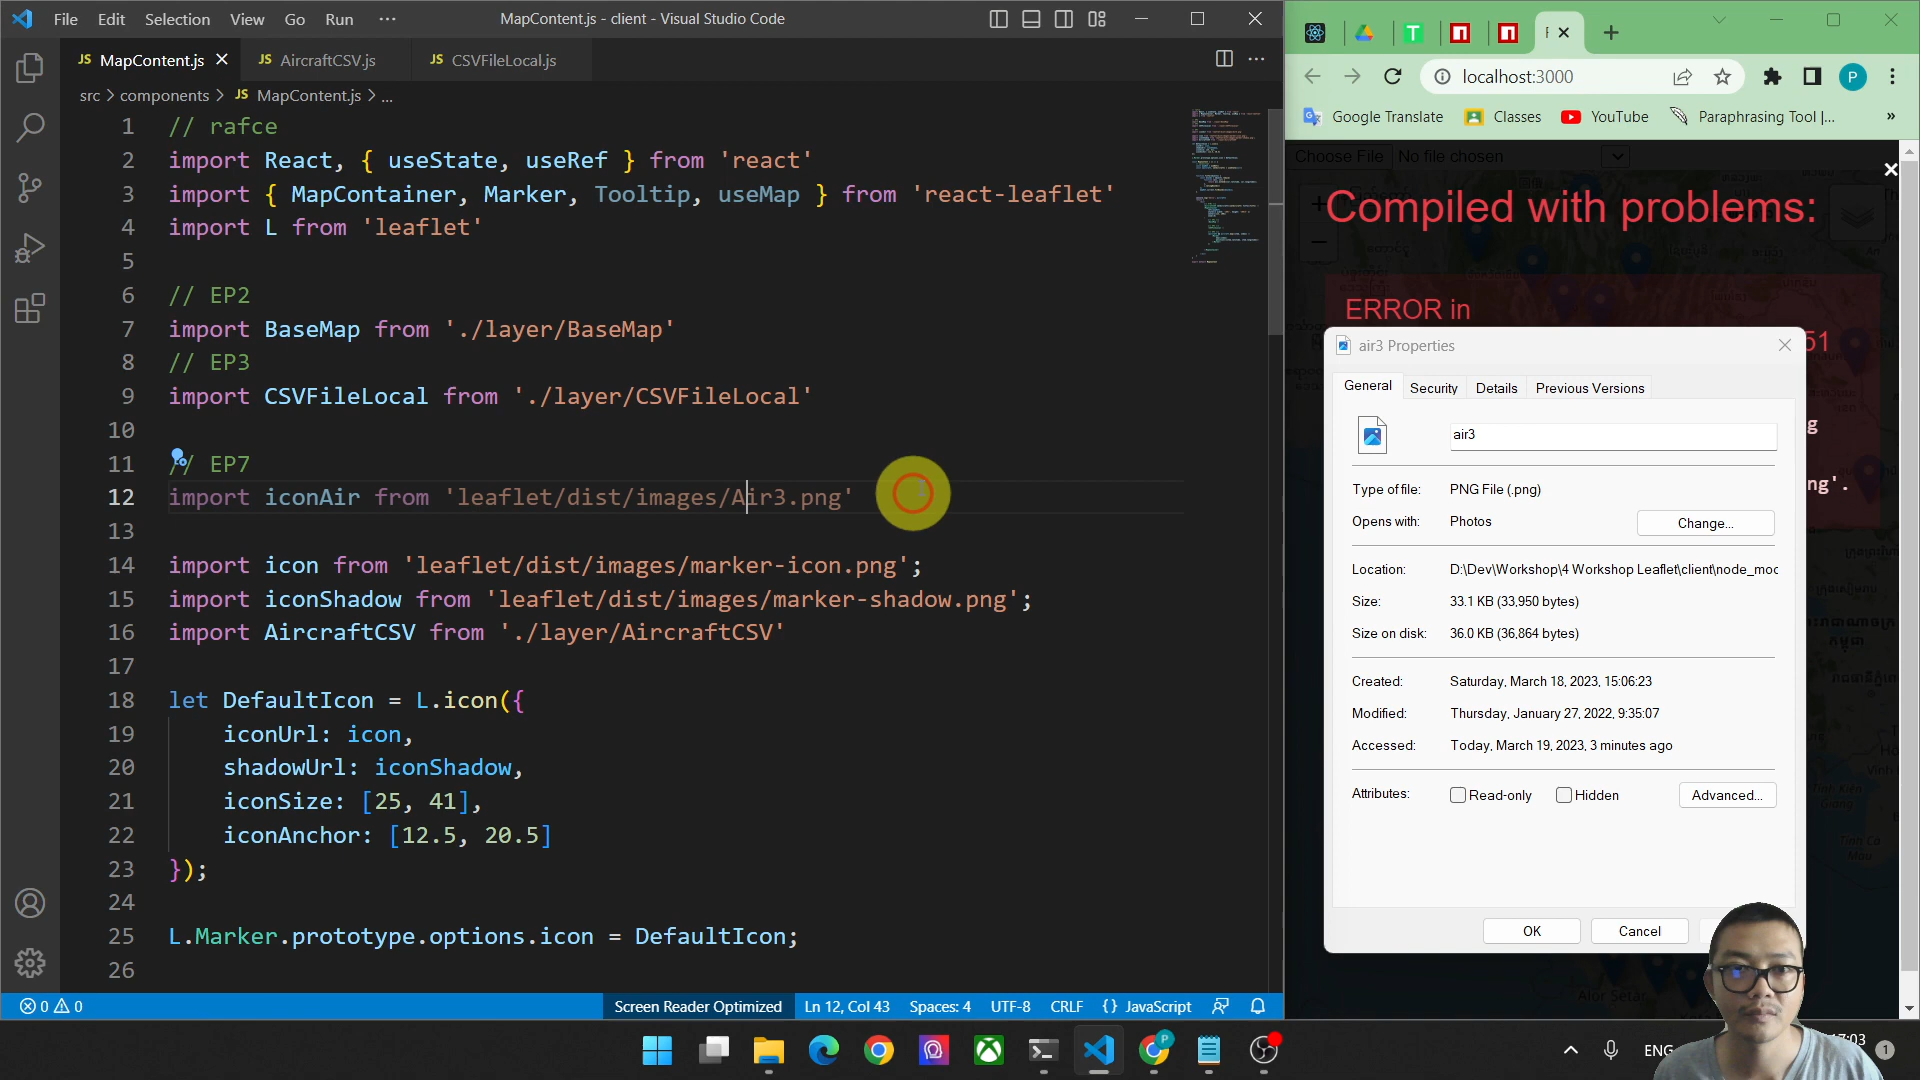 File Edit Selection View Go Run ···
MapContent.js - client - Visual Studio Code
JS MapContent.js
JS AircraftCSV.js
JS CSVFileLocal.js
src > components > JS MapContent.js > ...
1 // rafce
2 import React, { useState, useRef } from 'react'
3 import { MapContainer, Marker, Tooltip, useMap } from 'react-leaflet'
4 import L from 'leaflet'
5
6 // EP2
7 import BaseMap from './layer/BaseMap'
8 // EP3
9 import CSVFileLocal from './layer/CSVFileLocal'
10
11 // EP7
12 import iconAir from 'leaflet/dist/images/Air3.png'
13
14 import icon from 'leaflet/dist/images/marker-icon.png';
15 import iconShadow from 'leaflet/dist/images/marker-shadow.png';
16 import AircraftCSV from './layer/AircraftCSV'
17
18 let DefaultIcon = L.icon({
19 iconUrl: icon,
20 shadowUrl: iconShadow,
21 iconSize: [25, 41],
22 iconAnchor: [12.5, 20.5]
23 });
24
25 L.Marker.prototype.options.icon = DefaultIcon;
26
0 0
Screen Reader Optimized
Ln 12, Col 43
Spaces: 4
UTF-8
CRLF
{} JavaScript
localhost:3000
P
Google Translate
Classes
YouTube
Paraphrasing Tool |...
»
Choose File No file chosen
Compiled with problems:
ERROR in
51
g
ng'.
air3 Properties
General
Security
Details
Previous Versions
air3
Type of file: PNG File (.png)
Opens with: Photos
Change...
Location: D:\Dev\Workshop\4 Workshop Leaflet\client\node_moc
Size: 33.1 KB (33,950 bytes)
Size on disk: 36.0 KB (36,864 bytes)
Created: Saturday, March 18, 2023, 15:06:23
Modified: Thursday, January 27, 2022, 9:35:07
Accessed: Today, March 19, 2023, 3 minutes ago
Attributes:
Read-only
Hidden
Advanced...
OK
Cancel
Alor Setar
ENG
7:03
1